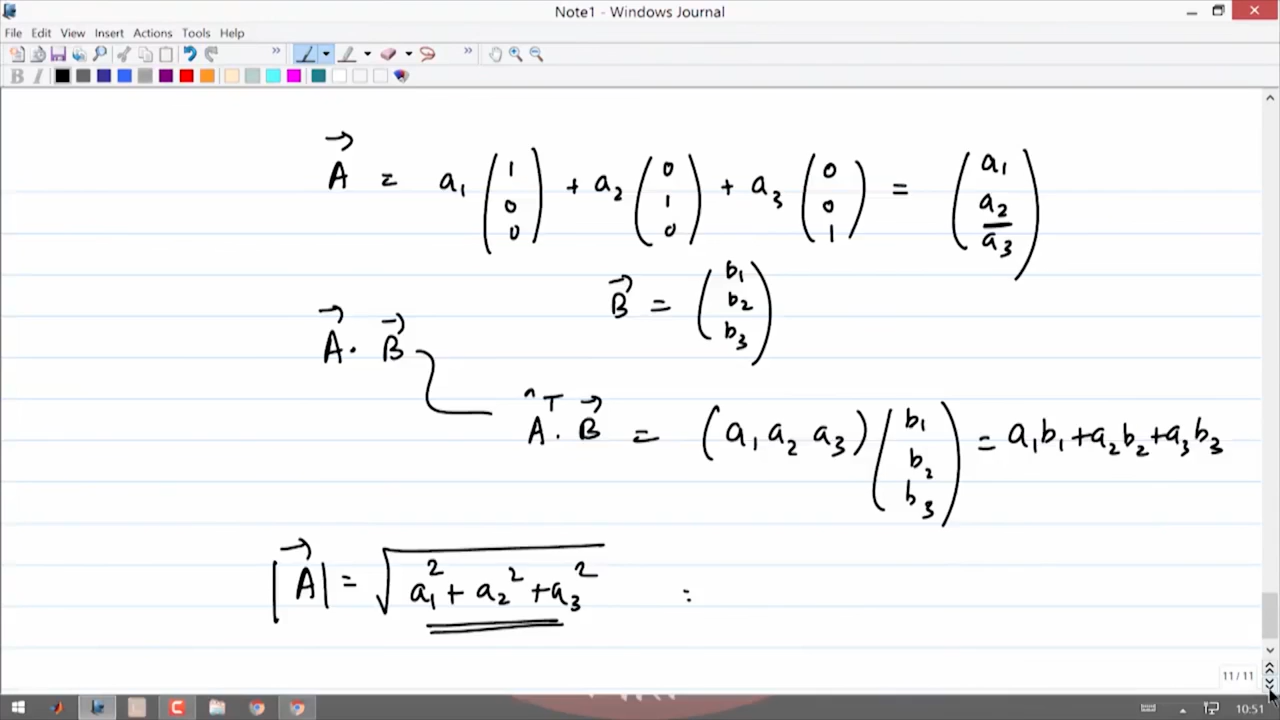 Note1 - Windows Journal
File Edit View Insert Actions Tools Help
B I
A⃗ = a₁ (1 0 0) + a₂ (0 1 0) + a₃ (0 0 1) = (a₁ a₂ a₃)
B⃗ = (b₁ b₂ b₃)
A⃗ · B⃗
Â^T · B⃗ = (a₁ a₂ a₃) (b₁ b₂ b₃) = a₁b₁ + a₂b₂ + a₃b₃
|A⃗| = √(a₁² + a₂² + a₃²) :
11/11
10:51